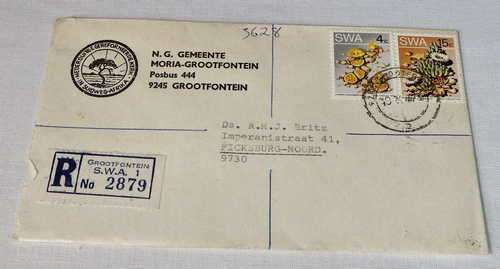 3628
N. G. GEMEENTE
MORIA-GROOTFONTEIN
Posbus 444
9245 GROOTFONTEIN
SWA 4c
SWA 15c
Ds. R.M.J. Britz
Imperanistraat 41,
FICKSBURG-NOORD.
9730
R
GROOTFONTEIN
S.W.A. 1
No 2879